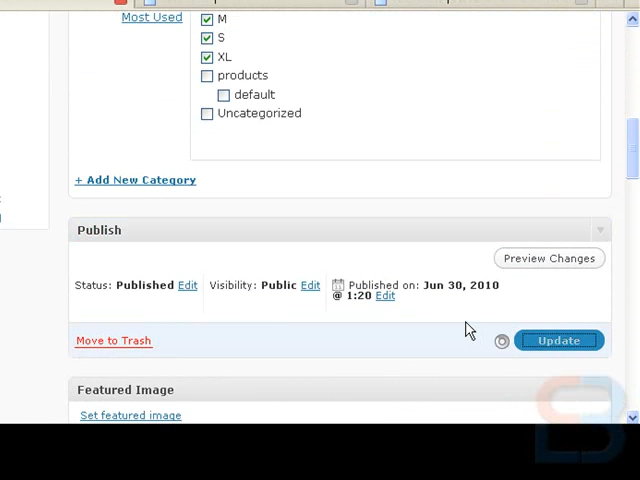 Most Used
M
S
XL
products
default
Uncategorized
+ Add New Category
Publish
Preview Changes
Status: Published Edit
Visibility: Public Edit
Published on: Jun 30, 2010
@ 1:20 Edit
Move to Trash
Update
Featured Image
Set featured image